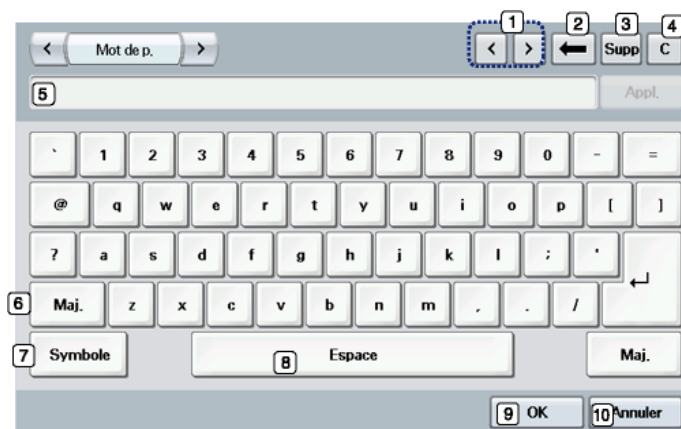 1 2 3 4
< Mot de p. > < > ← Supp C
5 Appl.
` 1 2 3 4 5 6 7 8 9 0 - =
@ q w e r t y u i o p [ ]
? a s d f g h j k l ; '
6 Maj. z x c v b n m , . /
7 Symbole 8 Espace Maj.
9 OK 10 Annuler